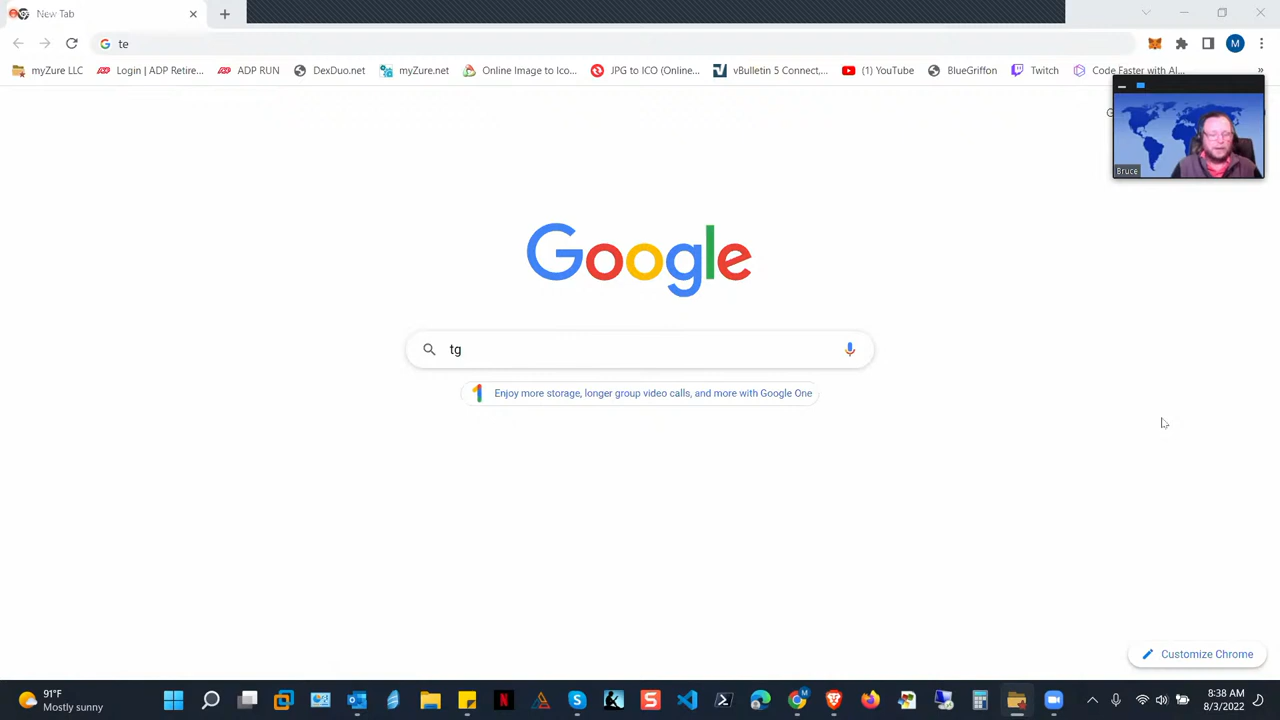 New Tab
te
myZure LLC
Login | ADP Retire...
ADP RUN
DexDuo.net
myZure.net
Online Image to Ico...
JPG to ICO (Online...
vBulletin 5 Connect,...
(1) YouTube
BlueGriffon
Twitch
Code Faster with AI...
»
M
Bruce
Google
tg
Enjoy more storage, longer group video calls, and more with Google One
Customize Chrome
91°F
Mostly sunny
8:38 AM
8/3/2022